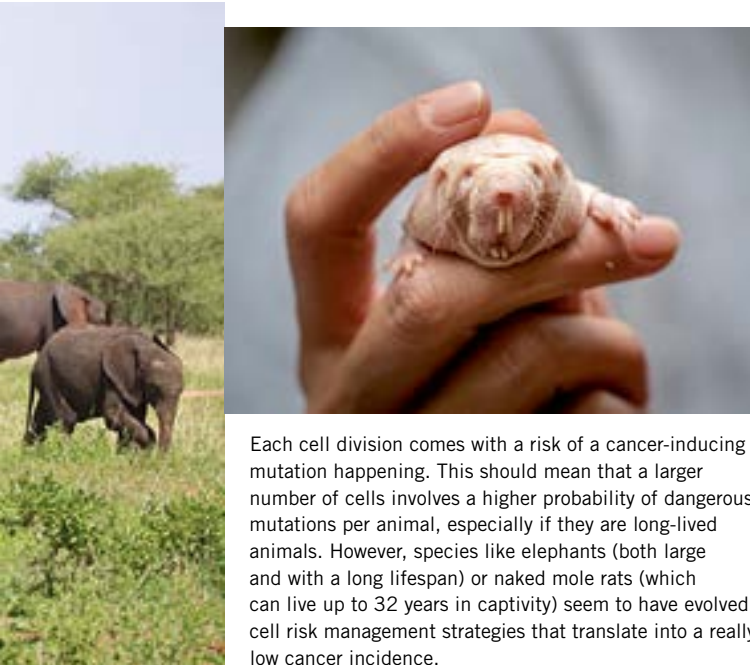 Each cell division comes with a risk of a cancer-inducing
mutation happening. This should mean that a larger
number of cells involves a higher probability of dangerous
mutations per animal, especially if they are long-lived
animals. However, species like elephants (both large
and with a long lifespan) or naked mole rats (which
can live up to 32 years in captivity) seem to have evolved
cell risk management strategies that translate into a really
low cancer incidence.